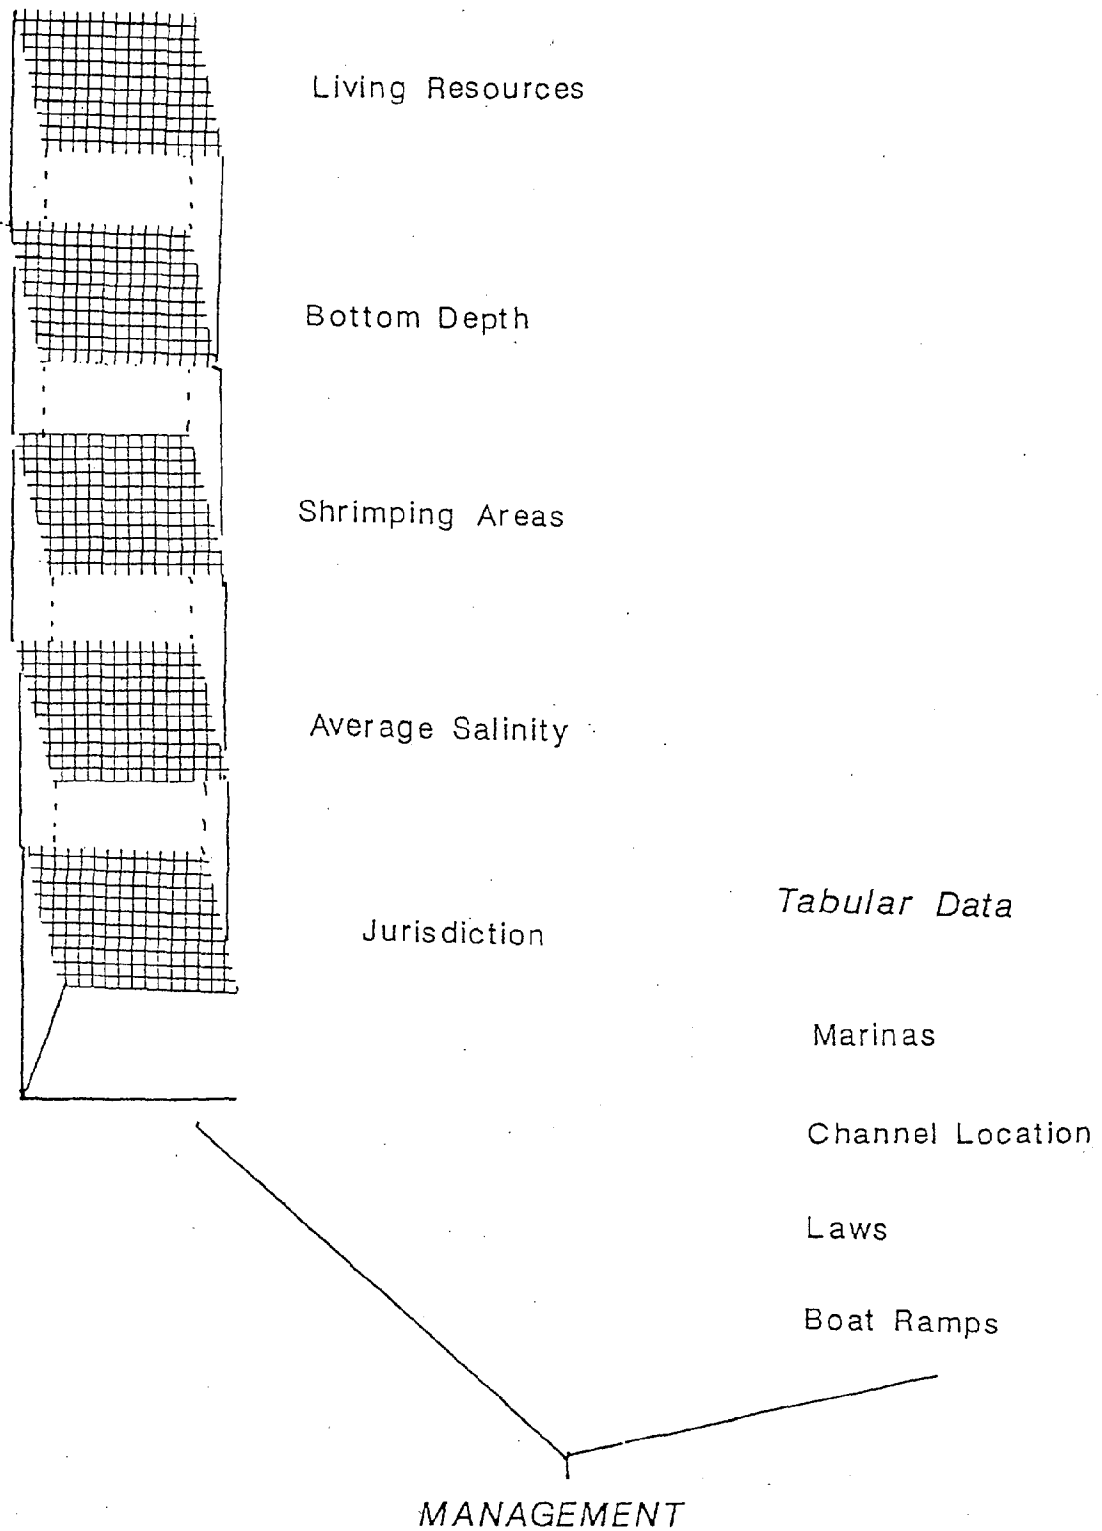 Living Resources
Bottom Depth
Shrimping Areas
Average Salinity
Jurisdiction
Tabular Data
Marinas
Channel Location
Laws
Boat Ramps
MANAGEMENT